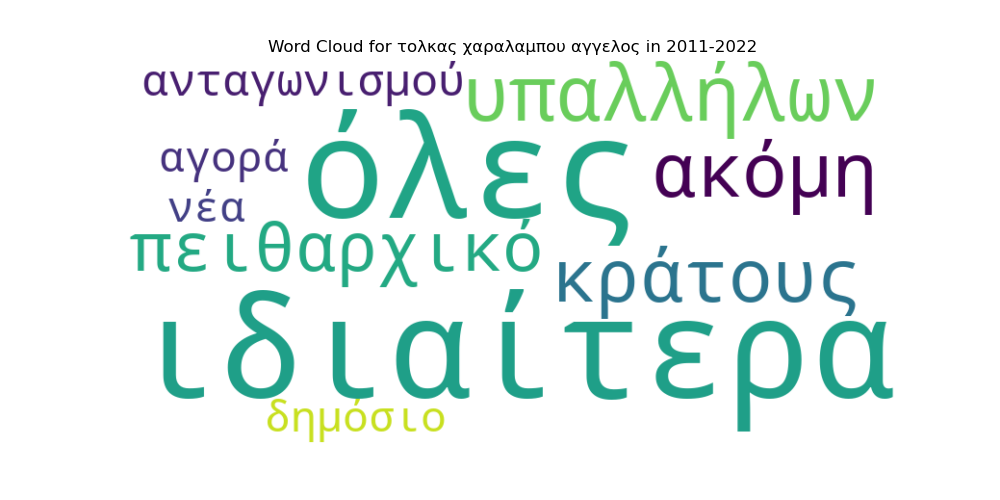 Word Cloud for τολκας χαραλαμπου αγγελος in 2011-2022
ανταγωνισμού
υπαλλήλων
όλες
αγορά
ακόμη
νέα
πειθαρχικό
κράτους
ιδιαίτερα
δημόσιο